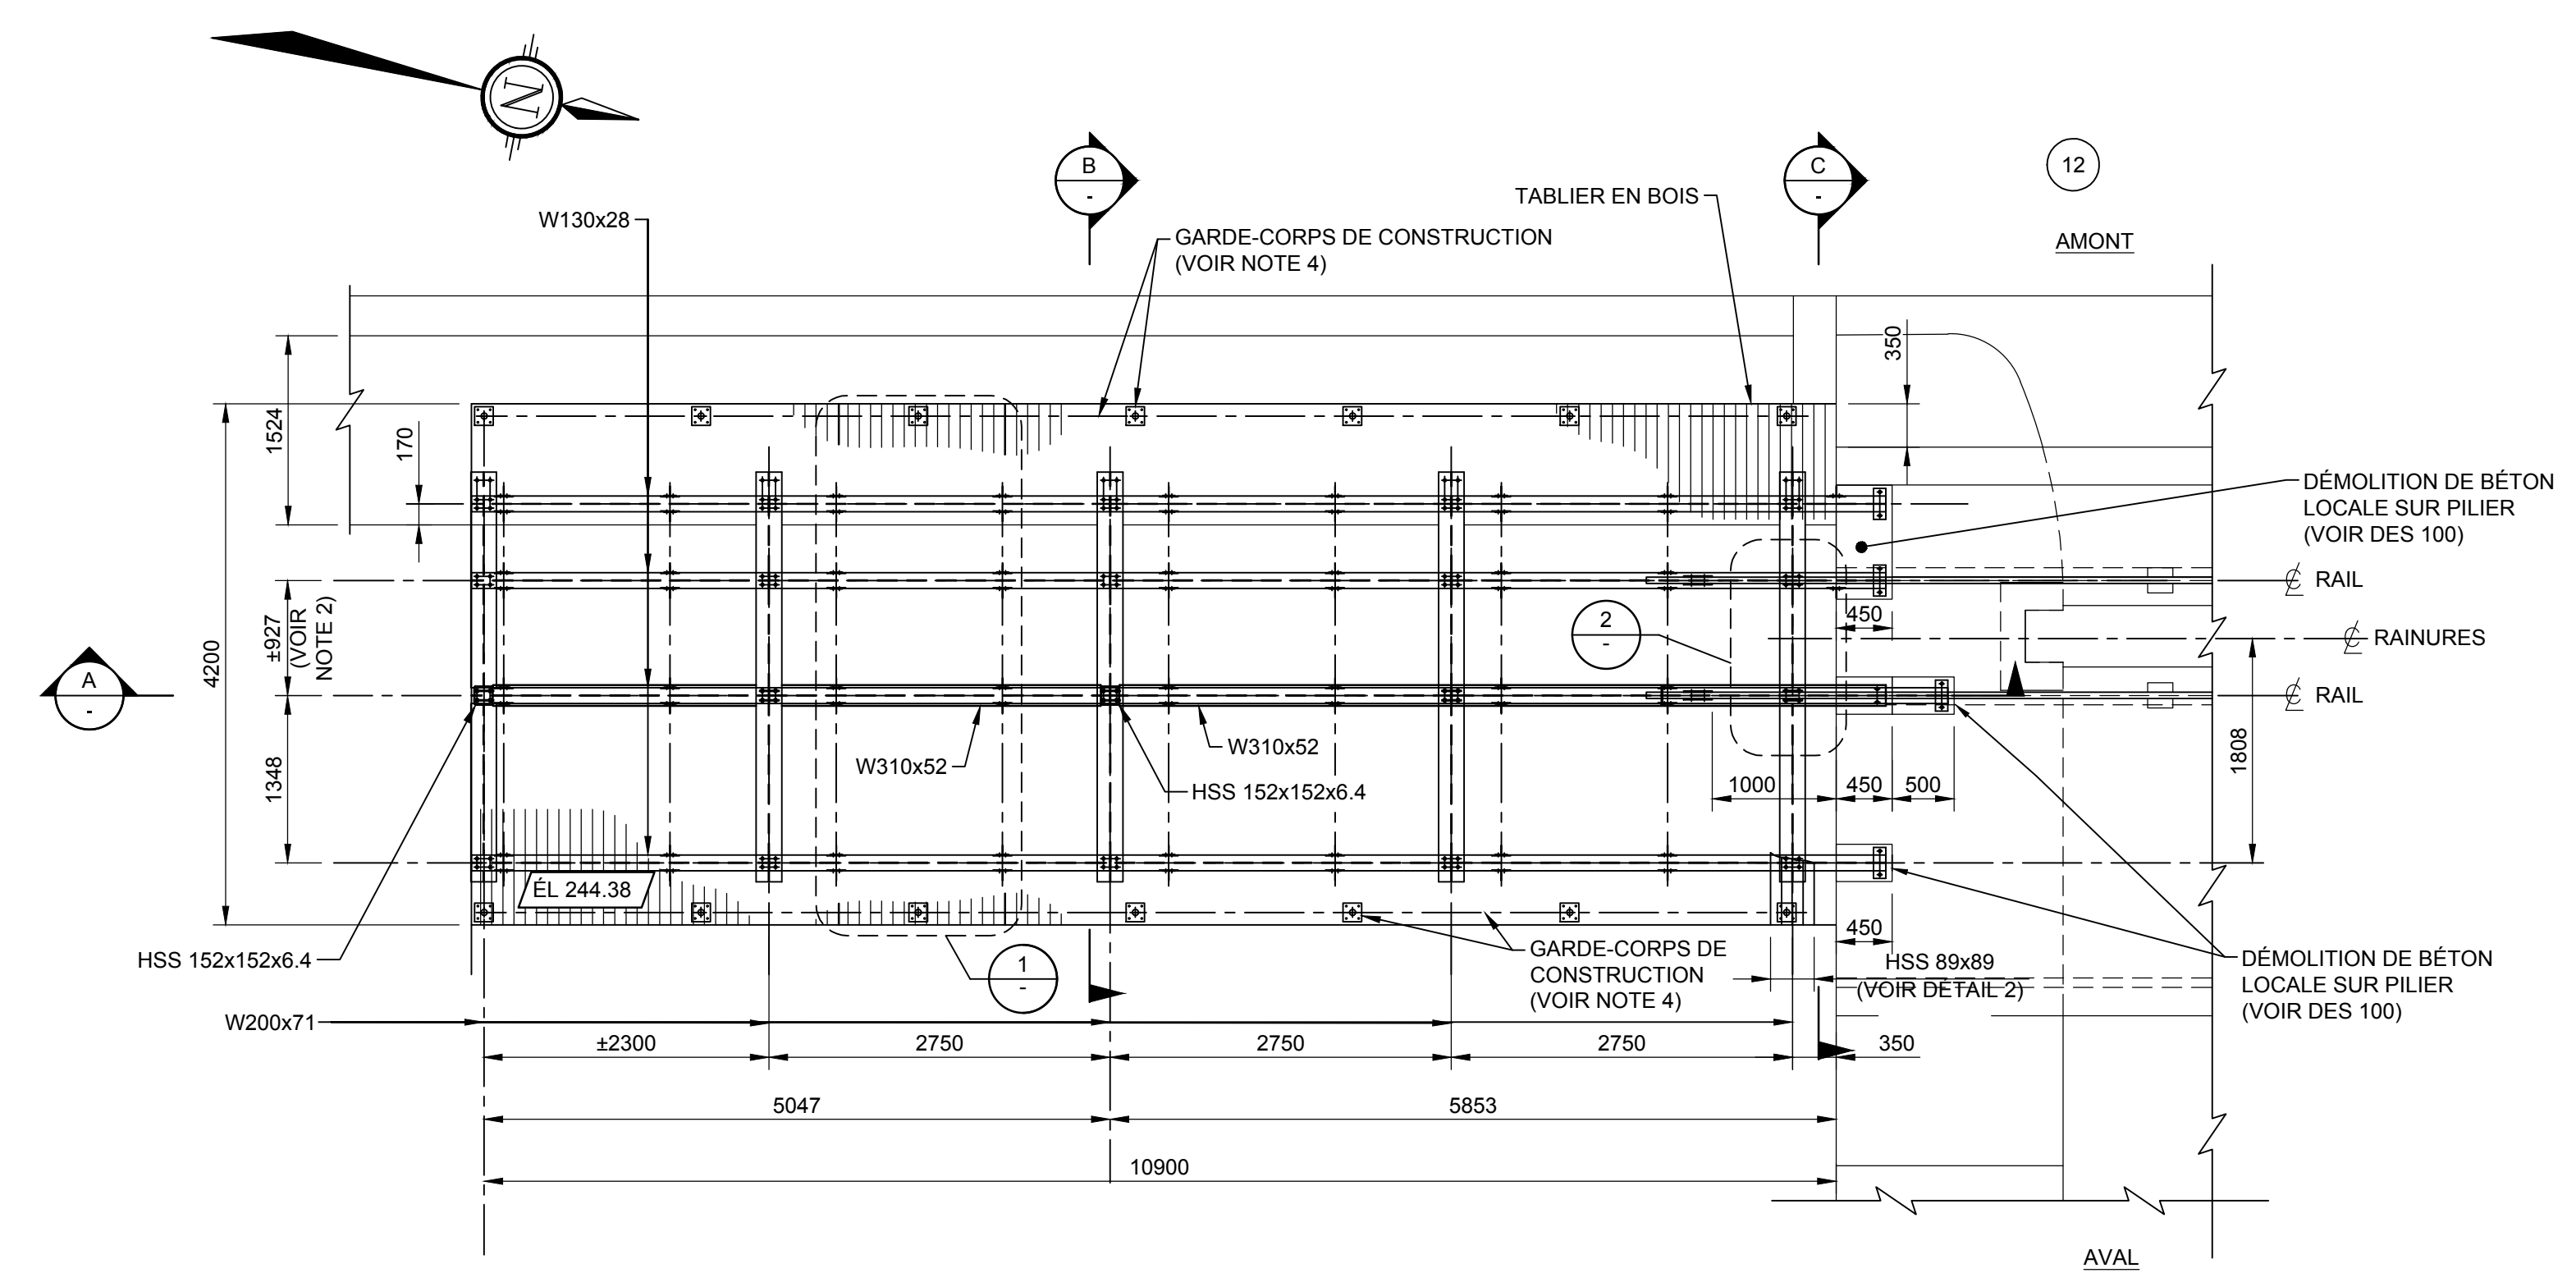 N
B
-
C
-
12
TABLIER EN BOIS
W130x28
GARDE-CORPS DE CONSTRUCTION
(VOIR NOTE 4)
AMONT
350
1524
170
DÉMOLITION DE BÉTON
LOCALE SUR PILIER
(VOIR DES 100)
RAIL
450
±927
(VOIR
NOTE 2)
4200
2
-
RAINURES
A
-
RAIL
W310x52
W310x52
1348
1808
1000
450
500
HSS 152x152x6.4
ÉL 244.38
450
GARDE-CORPS DE
CONSTRUCTION
(VOIR NOTE 4)
HSS 152x152x6.4
1
-
HSS 89x89
(VOIR DÉTAIL 2)
DÉMOLITION DE BÉTON
LOCALE SUR PILIER
(VOIR DES 100)
W200x71
±2300
2750
2750
2750
350
5047
5853
10900
AVAL